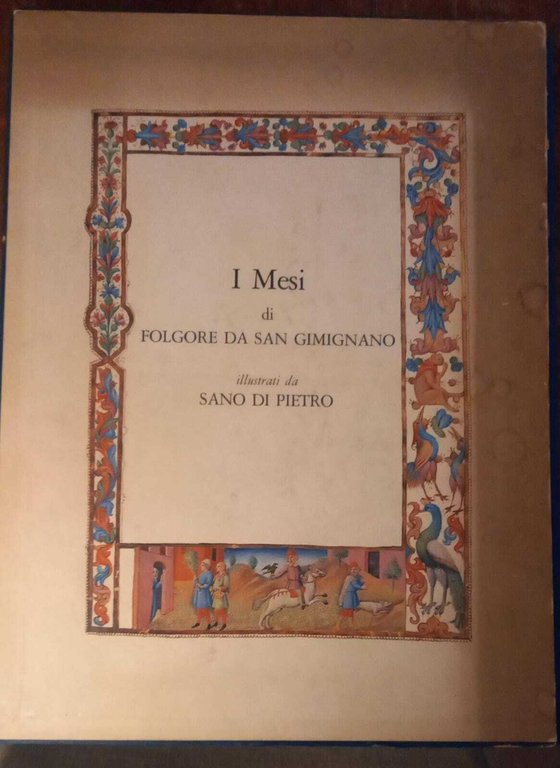 I Mesi
di
FOLGORE DA SAN GIMIGNANO
illustrati da
SANO DI PIETRO